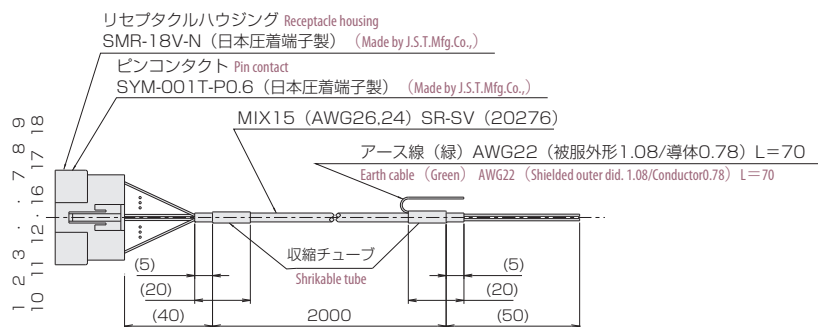 リセプタクルハウジング Receptacle housing
SMR-18V-N（日本圧着端子製）（Made by J.S.T.Mfg.Co.,）
ピンコンタクト Pin contact
SYM-001T-P0.6（日本圧着端子製）（Made by J.S.T.Mfg.Co.,）
MIX15（AWG26,24）SR-SV（20276）
アース線（緑）AWG22（被服外形1.08/導体0.78）L=70
Earth cable （Green） AWG22 （Shielded outer did. 1.08/Conductor0.78） L=70
9 18
8 17
7 16
· ·
3 12
2 11
1 10
収縮チューブ
Shrikable tube
(5)
(5)
(20)
(20)
(40)
2000
(50)